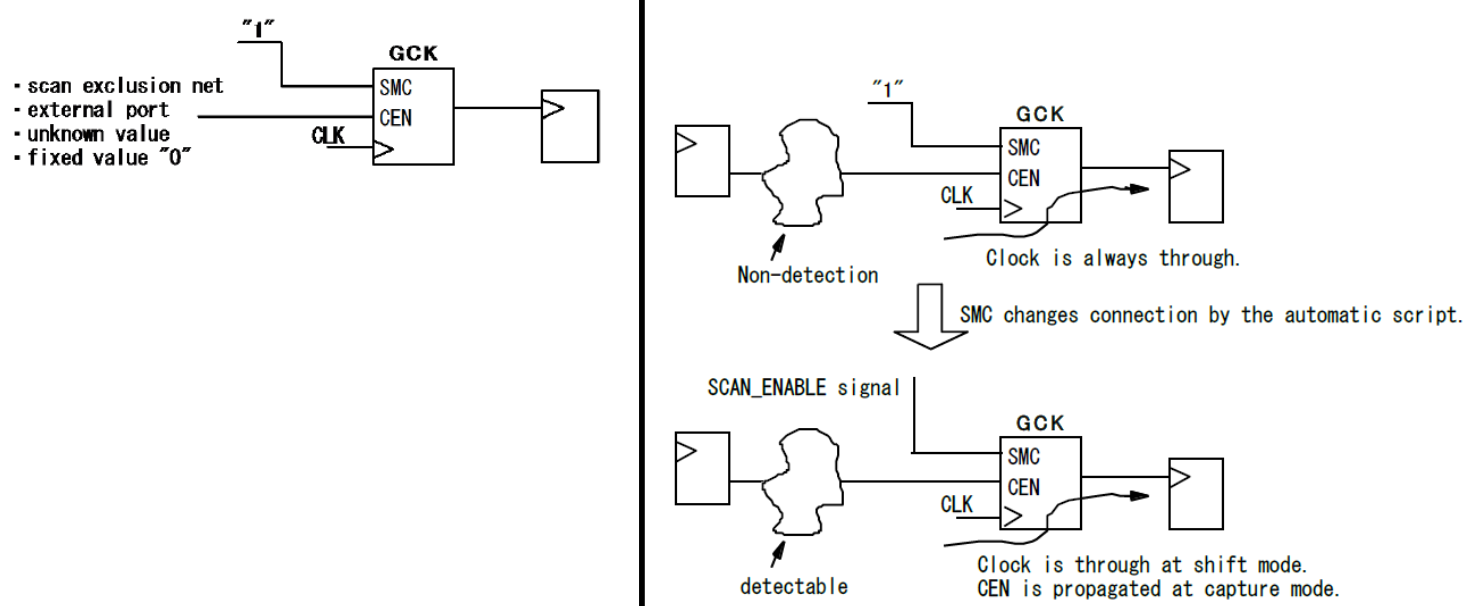 "1"
GCK
・scan exclusion net
・external port
・unknown value
・fixed value "0"
SMC
CEN
CLK
"1"
GCK
SMC
CEN
CLK
Clock is always through.
Non-detection
SMC changes connection by the automatic script.
SCAN_ENABLE signal
GCK
SMC
CEN
CLK
Clock is through at shift mode.
CEN is propagated at capture mode.
detectable